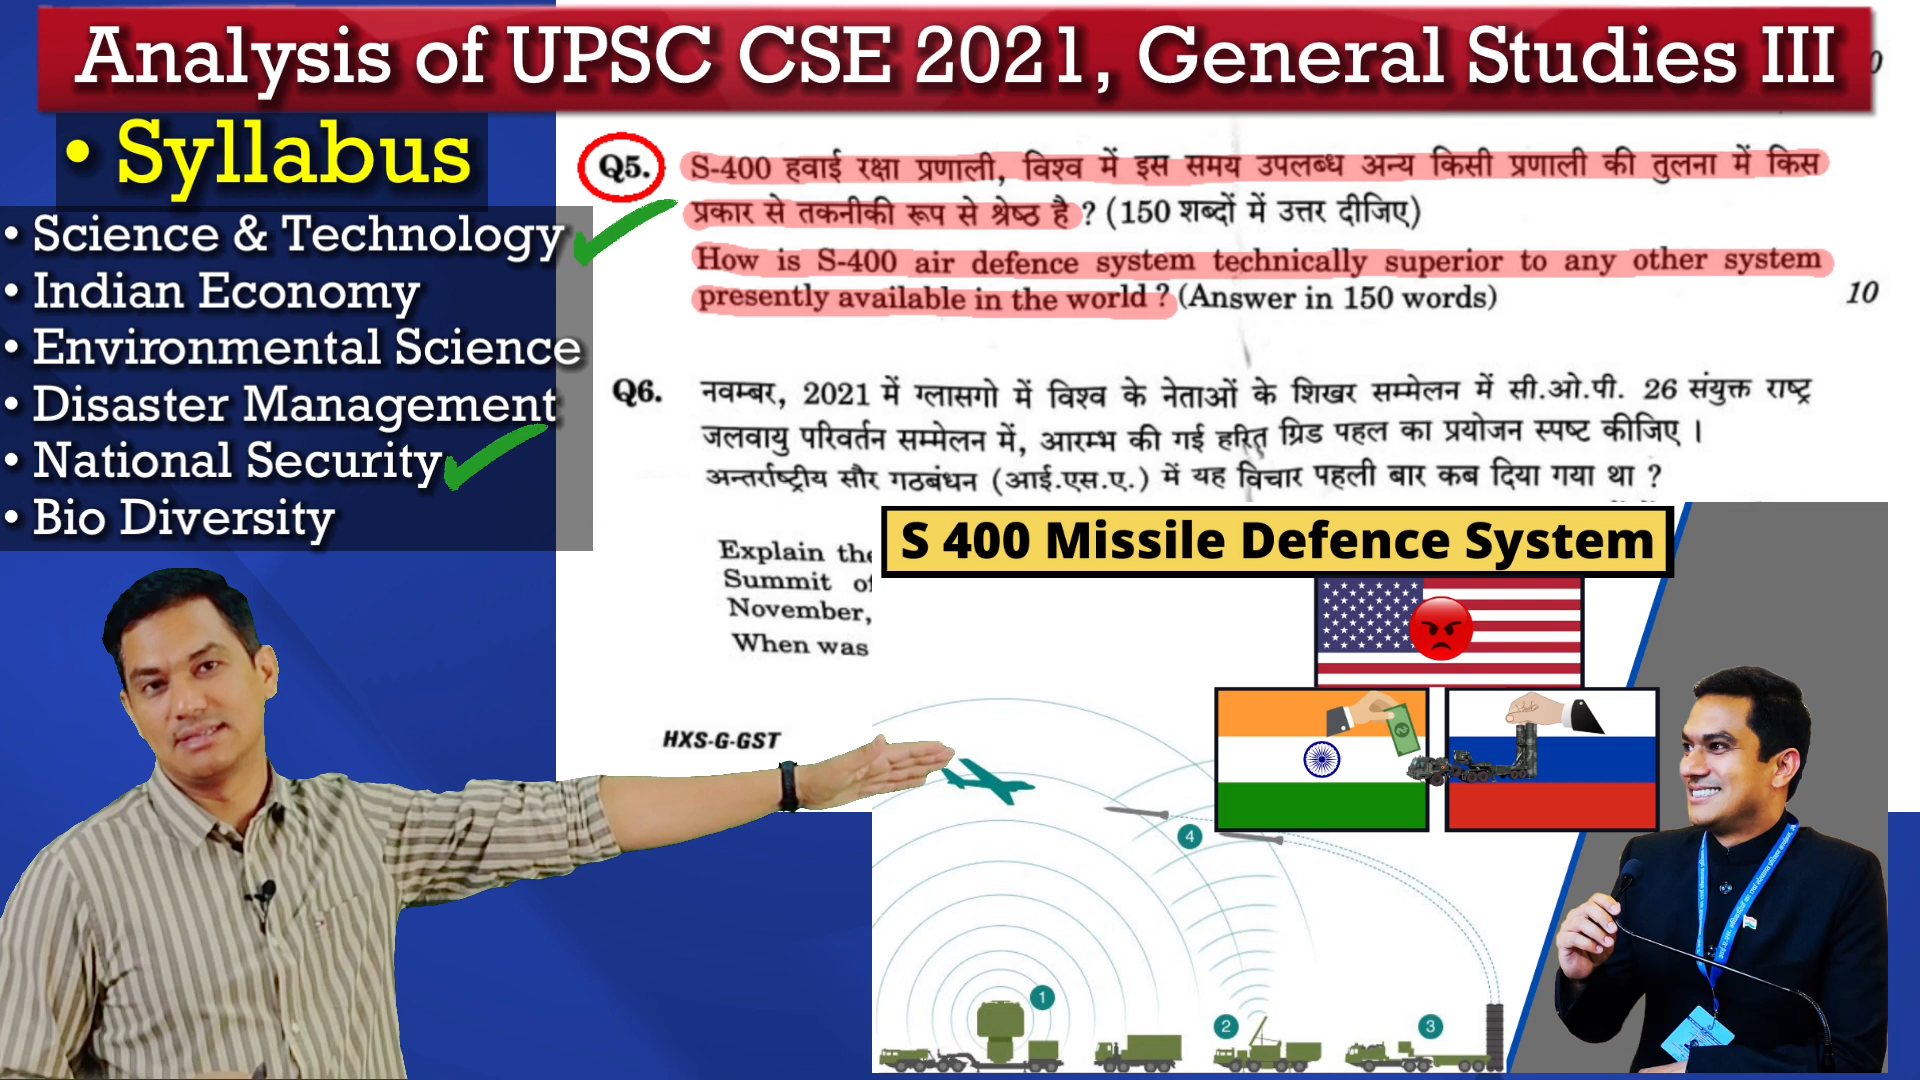 Analysis of UPSC CSE 2021, General Studies III
• Syllabus
• Science & Technology
• Indian Economy
• Environmental Science
• Disaster Management
• National Security
• Bio Diversity
Q5. S-400 हवाई रक्षा प्रणाली, विश्व में इस समय उपलब्ध अन्य किसी प्रणाली की तुलना में किस
प्रकार से तकनीकी रूप से श्रेष्ठ है ? (150 शब्दों में उत्तर दीजिए)
How is S-400 air defence system technically superior to any other system
presently available in the world ? (Answer in 150 words) 10
Q6. नवम्बर, 2021 में ग्लासगो में विश्व के नेताओं के शिखर सम्मेलन में सी.ओ.पी. 26 संयुक्त राष्ट्र
जलवायु परिवर्तन सम्मेलन में, आरम्भ की गई हरित् ग्रिड पहल का प्रयोजन स्पष्ट कीजिए ।
अन्तर्राष्ट्रीय सौर गठबंधन (आई.एस.ए.) में यह विचार पहली बार कब दिया गया था ?
Explain the
Summit of
November,
When was
HXS-G-GST
S 400 Missile Defence System
1
2
3
4